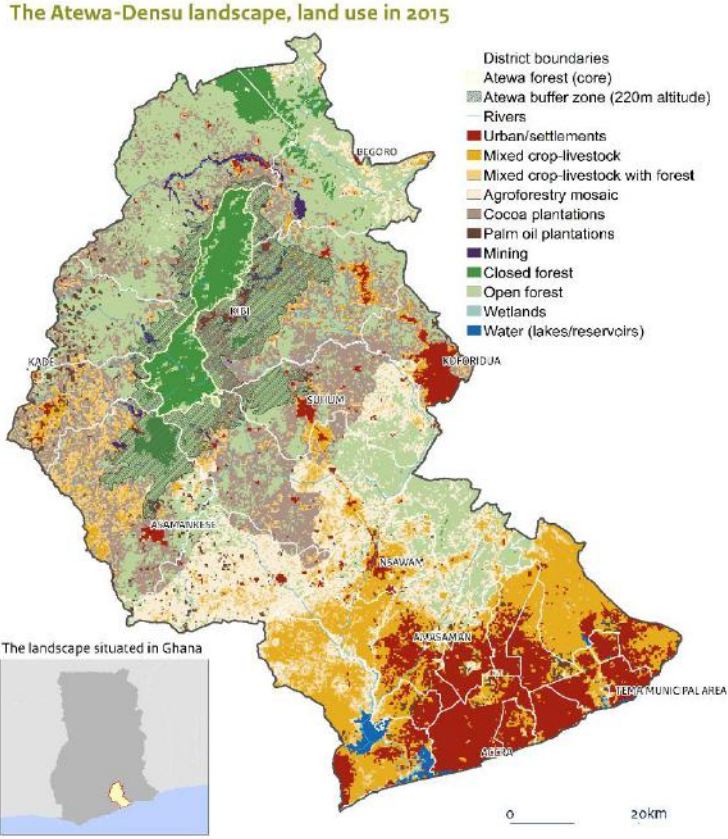 The Atewa-Densu landscape, land use in 2015
District boundaries
Atewa forest (core)
Atewa buffer zone (220m altitude)
Rivers
Urban/settlements
Mixed crop-livestock
Mixed crop-livestock with forest
Agroforestry mosaic
Cocoa plantations
Palm oil plantations
Mining
Closed forest
Open forest
Wetlands
Water (lakes/reservoirs)
BEGORO
KIBI
KADE
KOFORIDUA
SUHUM
ASAMANKESE
NSAWAM
AMASAMAN
The landscape situated in Ghana
TEMA MUNICIPAL AREA
ACCRA
0 20km